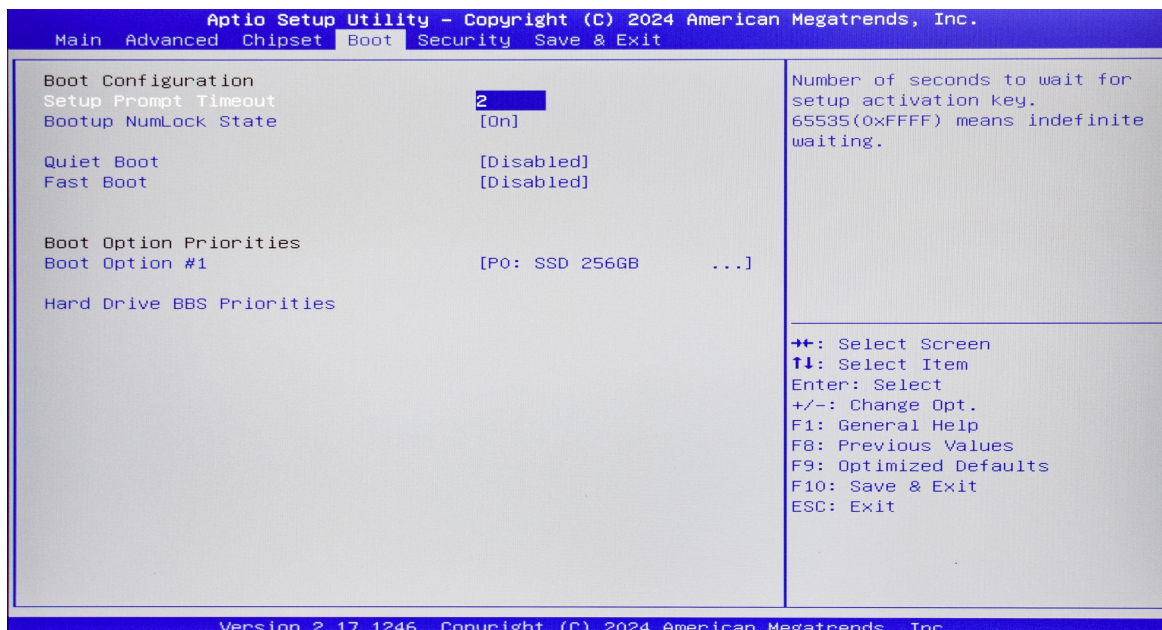 Aptio Setup Utility – Copyright (C) 2024 American Megatrends, Inc.
Main Advanced Chipset Boot Security Save & Exit
Boot Configuration
Setup Prompt Timeout 2
Bootup NumLock State [On]
Quiet Boot [Disabled]
Fast Boot [Disabled]
Boot Option Priorities
Boot Option #1 [P0: SSD 256GB ...]
Hard Drive BBS Priorities
Number of seconds to wait for
setup activation key.
65535(0xFFFF) means indefinite
waiting.
→←: Select Screen
↑↓: Select Item
Enter: Select
+/-: Change Opt.
F1: General Help
F8: Previous Values
F9: Optimized Defaults
F10: Save & Exit
ESC: Exit
Version 2.17.1246. Copyright (C) 2024 American Megatrends, Inc.